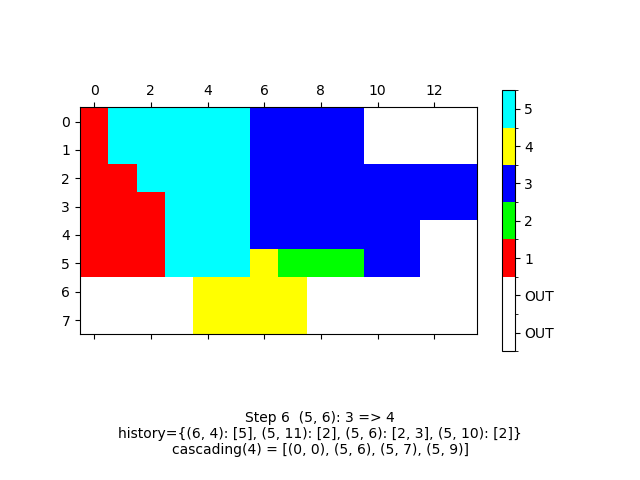 0 2 4 6 8 10 12
0
1
2
3
4
5
6
7
5
4
3
2
1
OUT
OUT
Step 6  (5, 6): 3 => 4
history={(6, 4): [5], (5, 11): [2], (5, 6): [2, 3], (5, 10): [2]}
cascading(4) = [(0, 0), (5, 6), (5, 7), (5, 9)]